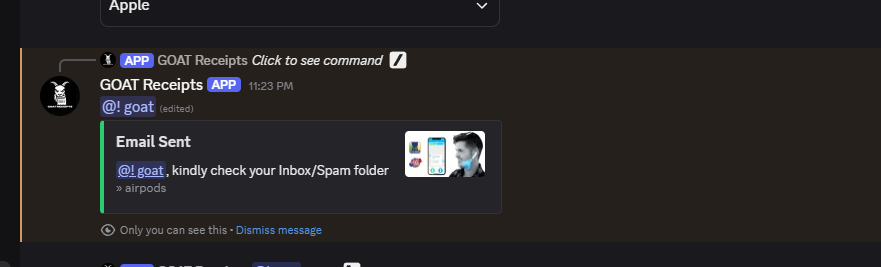 Apple
APP GOAT Receipts Click to see command
GOAT Receipts APP 11:23 PM
@! goat (edited)
Email Sent
@! goat, kindly check your Inbox/Spam folder
» airpods
Only you can see this • Dismiss message